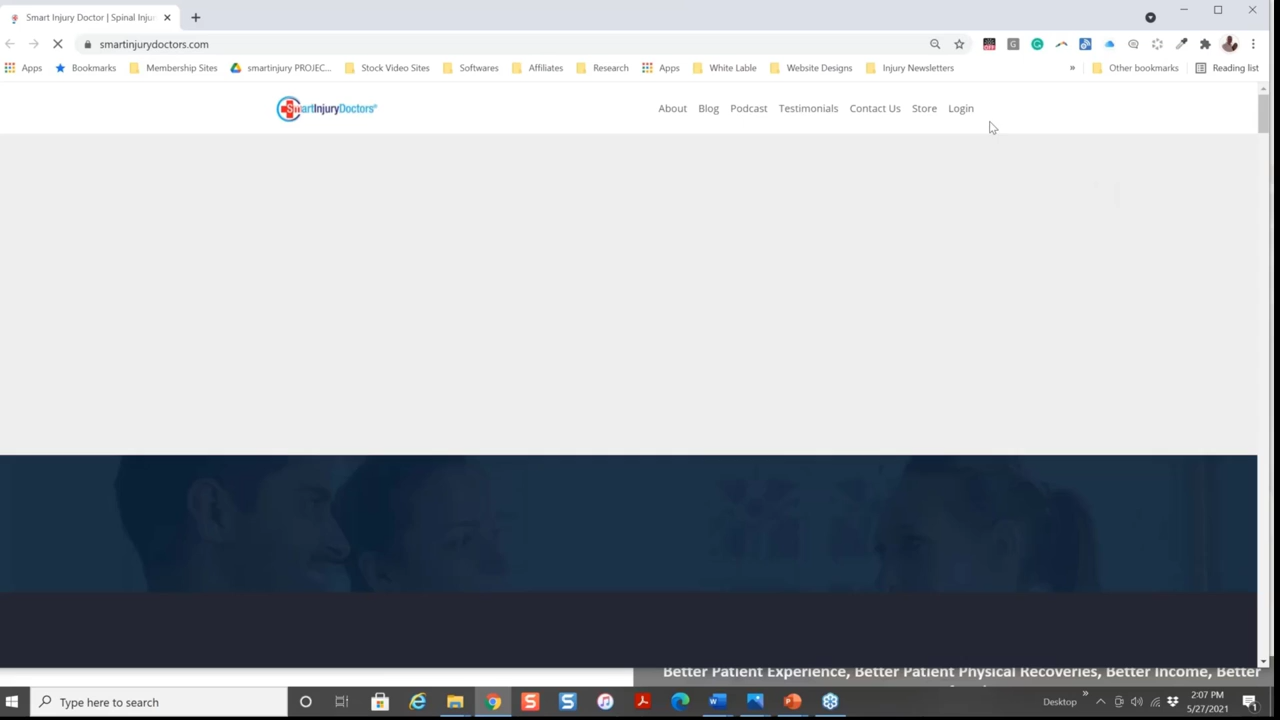 Smart Injury Doctor | Spinal Inju
smartinjurydoctors.com
Apps Bookmarks Membership Sites smartinjury PROJEC... Stock Video Sites Softwares Affiliates Research Apps White Lable Website Designs Injury Newsletters » Other bookmarks Reading list
SmartInjuryDoctors® About Blog Podcast Testimonials Contact Us Store Login
Better Patient Experience, Better Patient Physical Recoveries, Better Income, Better
Type here to search Desktop » 2:07 PM
5/27/2021